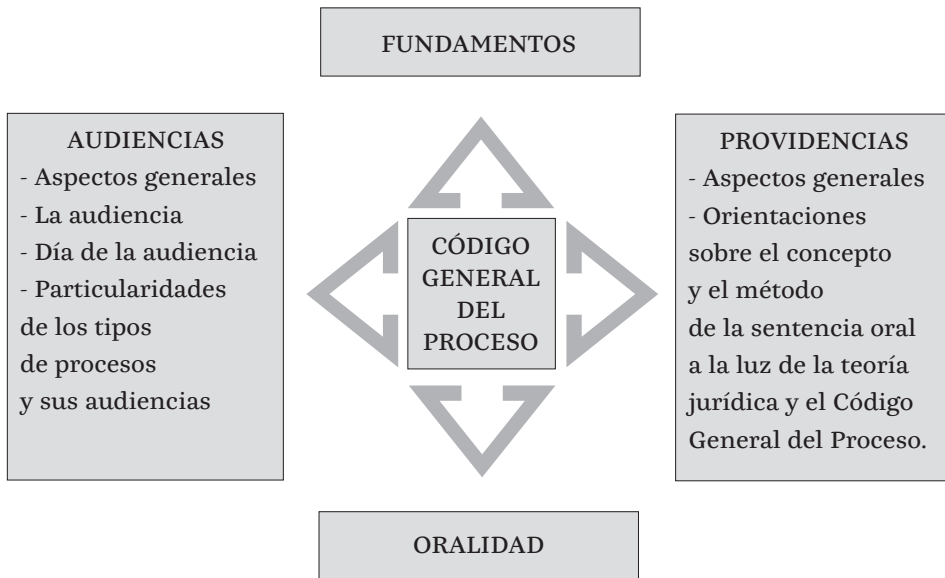 FUNDAMENTOS
AUDIENCIAS
- Aspectos generales
- La audiencia
- Día de la audiencia
- Particularidades
de los tipos
de procesos
y sus audiencias
CÓDIGO
GENERAL
DEL
PROCESO
PROVIDENCIAS
- Aspectos generales
- Orientaciones
sobre el concepto
y el método
de la sentencia oral
a la luz de la teoría
jurídica y el Código
General del Proceso.
ORALIDAD